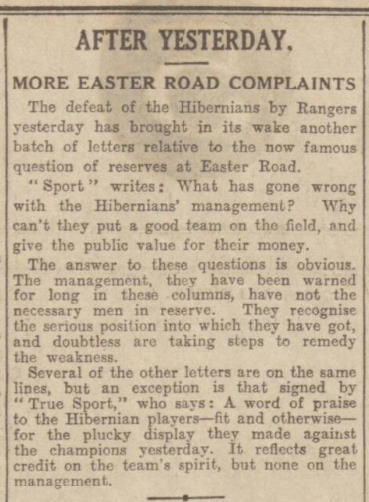 AFTER YESTERDAY.
MORE EASTER ROAD COMPLAINTS
The defeat of the Hibernians by Rangers
yesterday has brought in its wake another
batch of letters relative to the now famous
question of reserves at Easter Road.
"Sport" writes: What has gone wrong
with the Hibernians' management? Why
can't they put a good team on the field, and
give the public value for their money.
The answer to these questions is obvious.
The management, they have been warned
for long in these columns, have not the
necessary men in reserve. They recognise
the serious position into which they have got,
and doubtless are taking steps to remedy
the weakness.
Several of the other letters are on the same
lines, but an exception is that signed by
"True Sport," who says: A word of praise
to the Hibernian players—fit and otherwise—
for the plucky display they made against
the champions yesterday. It reflects great
credit on the team's spirit, but none on the
management.